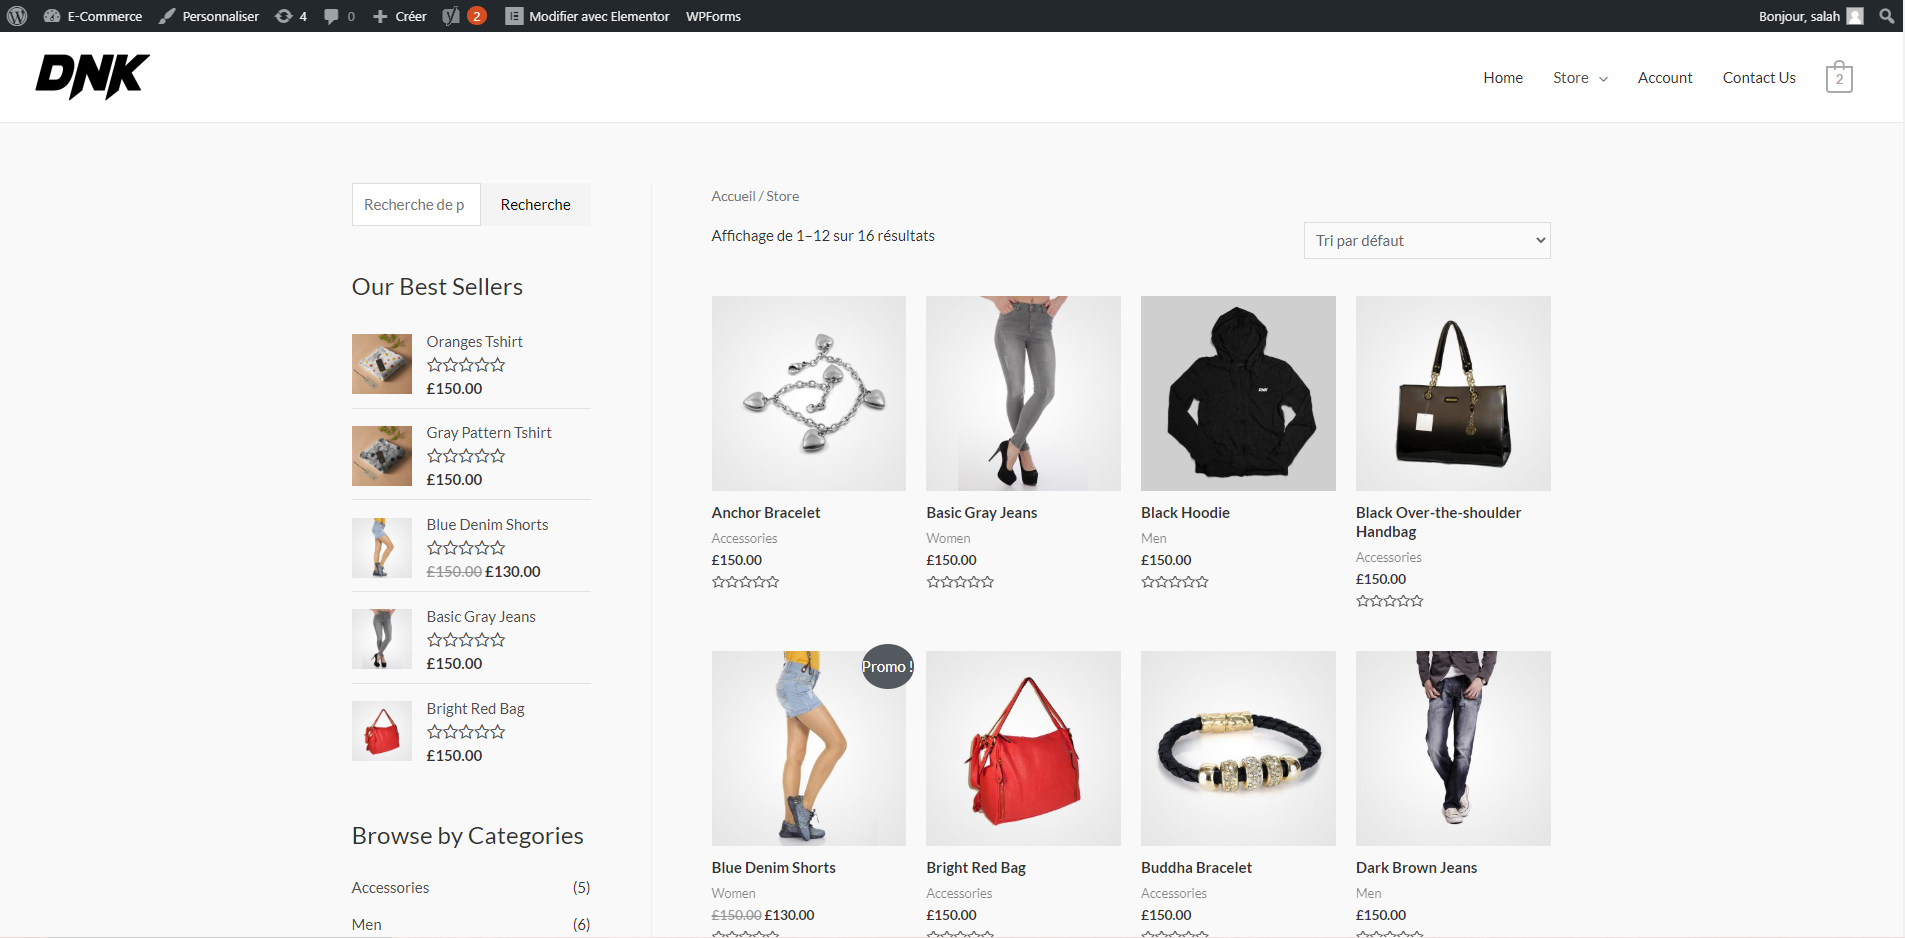 E-Commerce Personnaliser 4 0 Créer 2 Modifier avec Elementor WPForms Bonjour, salah
DNK
Home Store Account Contact Us 2
Recherche de p Recherche
Our Best Sellers
Oranges Tshirt
£150.00
Gray Pattern Tshirt
£150.00
Blue Denim Shorts
£150.00 £130.00
Basic Gray Jeans
£150.00
Bright Red Bag
£150.00
Browse by Categories
Accessories (5)
Men (6)
Accueil / Store
Affichage de 1–12 sur 16 résultats
Tri par défaut
DNK
Anchor Bracelet
Accessories
£150.00
Basic Gray Jeans
Women
£150.00
Black Hoodie
Men
£150.00
Black Over-the-shoulder
Handbag
Accessories
£150.00
Promo !
Blue Denim Shorts
Women
£150.00 £130.00
Bright Red Bag
Accessories
£150.00
Buddha Bracelet
Accessories
£150.00
Dark Brown Jeans
Men
£150.00